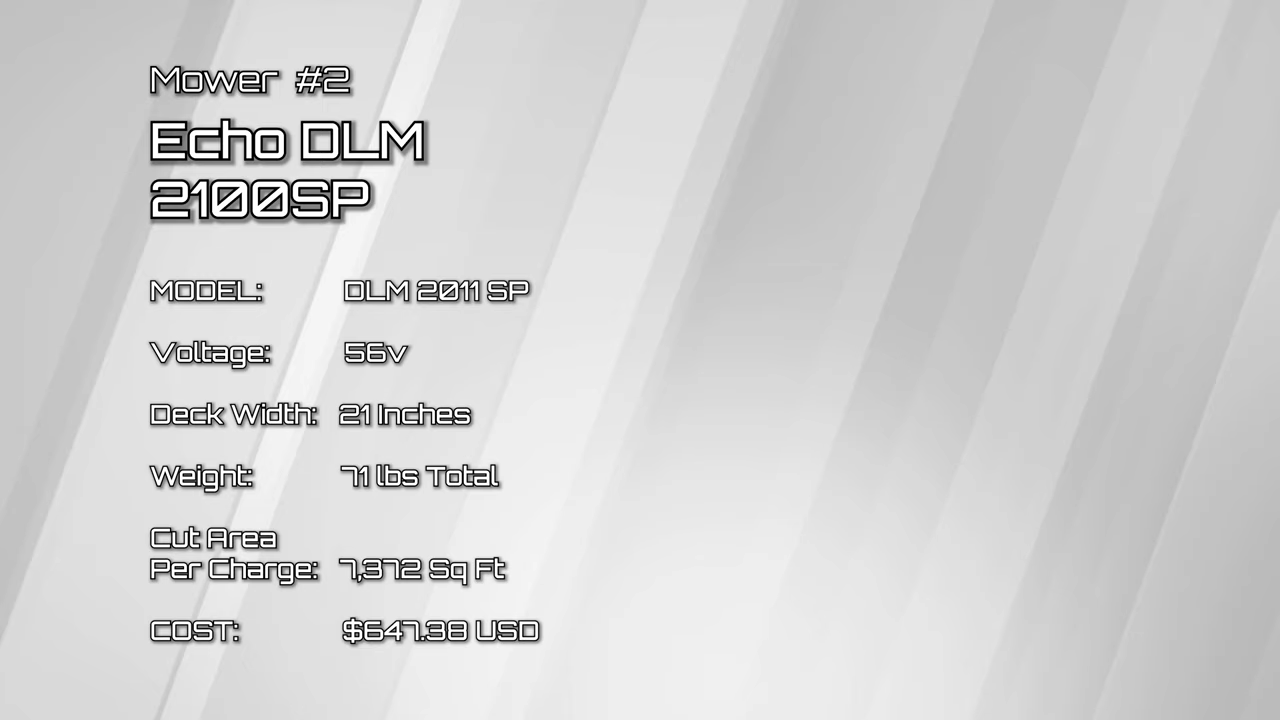 Mower #2
Echo DLM
2100SP
MODEL: DLM 2011 SP
Voltage: 56v
Deck Width: 21 Inches
Weight: 71 lbs Total
Cut Area
Per Charge: 7,372 Sq Ft
COST: $647.38 USD